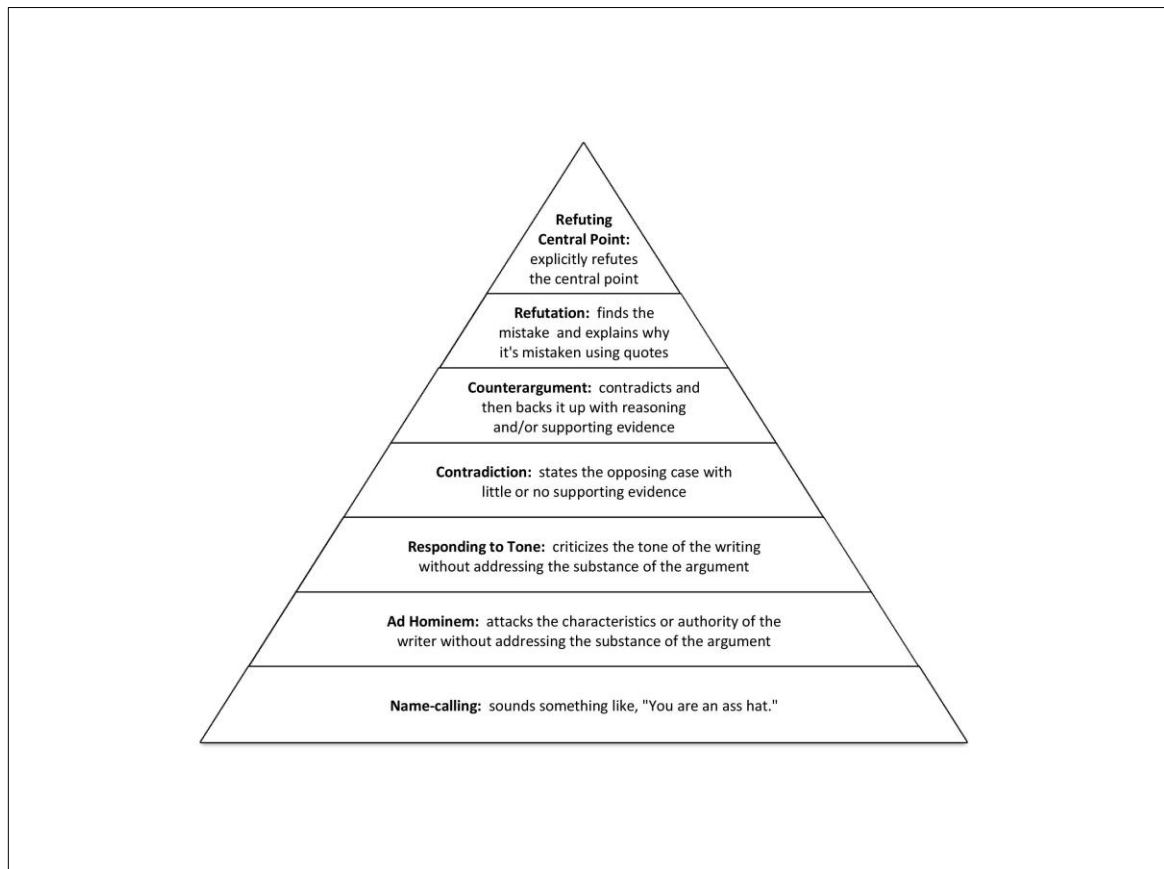 Refuting
Central Point:
explicitly refutes
the central point
Refutation:  finds the
mistake  and explains why
it's mistaken using quotes
Counterargument:  contradicts and
then backs it up with reasoning
and/or supporting evidence
Contradiction:  states the opposing case with
little or no supporting evidence
Responding to Tone:  criticizes the tone of the writing
without addressing the substance of the argument
Ad Hominem:  attacks the characteristics or authority of the
writer without addressing the substance of the argument
Name-calling:  sounds something like, "You are an ass hat."